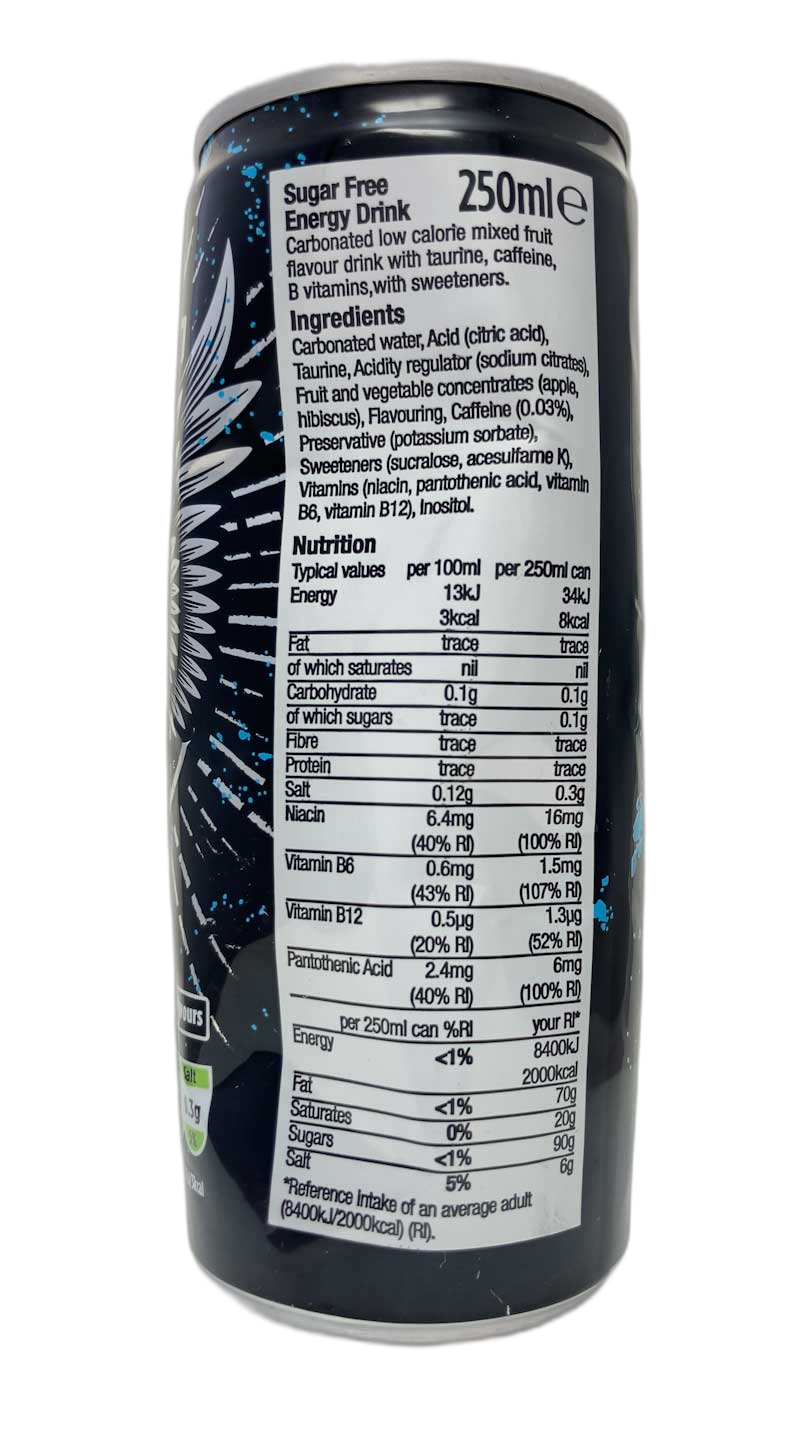 Sugar Free
Energy Drink
250ml e
Carbonated low calorie mixed fruit
flavour drink with taurine, caffeine,
B vitamins,with sweeteners.
Ingredients
Carbonated water, Acid (citric acid),
Taurine, Acidity regulator (sodium citrates),
Fruit and vegetable concentrates (apple,
hibiscus), Flavouring, Caffeine (0.03%),
Preservative (potassium sorbate),
Sweeteners (sucralose, acesulfame K),
Vitamins (niacin, pantothenic acid, vitamin
B6, vitamin B12), Inositol.
Nutrition
Typical values per 100ml per 250ml can
Energy 13kJ 34kJ
3kcal 8kcal
Fat trace trace
of which saturates nil nil
Carbohydrate 0.1g 0.1g
of which sugars trace 0.1g
Fibre trace trace
Protein trace trace
Salt 0.12g 0.3g
Niacin 6.4mg 16mg
(40% RI) (100% RI)
Vitamin B6 0.6mg 1.5mg
(43% RI) (107% RI)
Vitamin B12 0.5µg 1.3µg
(20% RI) (52% RI)
Pantothenic Acid 2.4mg 6mg
(40% RI) (100% RI)
per 250ml can %RI your RI*
Energy <1% 8400kJ
2000kcal
Fat <1% 70g
Saturates 0% 20g
Sugars <1% 90g
Salt 5% 6g
*Reference intake of an average adult
(8400kJ/2000kcal) (RI).
ours
Salt
.3g